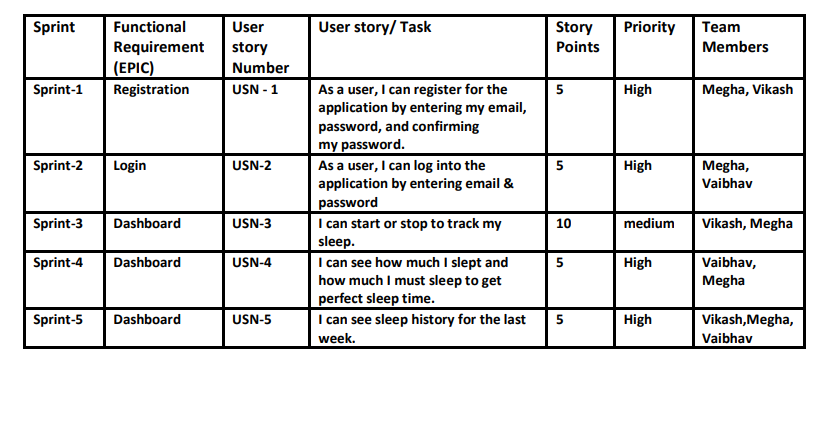 Sprint Functional Requirement (EPIC) User story Number User story/ Task Story Points Priority Team Members
Sprint-1 Registration USN - 1 As a user, I can register for the application by entering my email, password, and confirming my password. 5 High Megha, Vikash
Sprint-2 Login USN-2 As a user, I can log into the application by entering email & password 5 High Megha, Vaibhav
Sprint-3 Dashboard USN-3 I can start or stop to track my sleep. 10 medium Vikash, Megha
Sprint-4 Dashboard USN-4 I can see how much I slept and how much I must sleep to get perfect sleep time. 5 High Vaibhav, Megha
Sprint-5 Dashboard USN-5 I can see sleep history for the last week. 5 High Vikash,Megha, Vaibhav